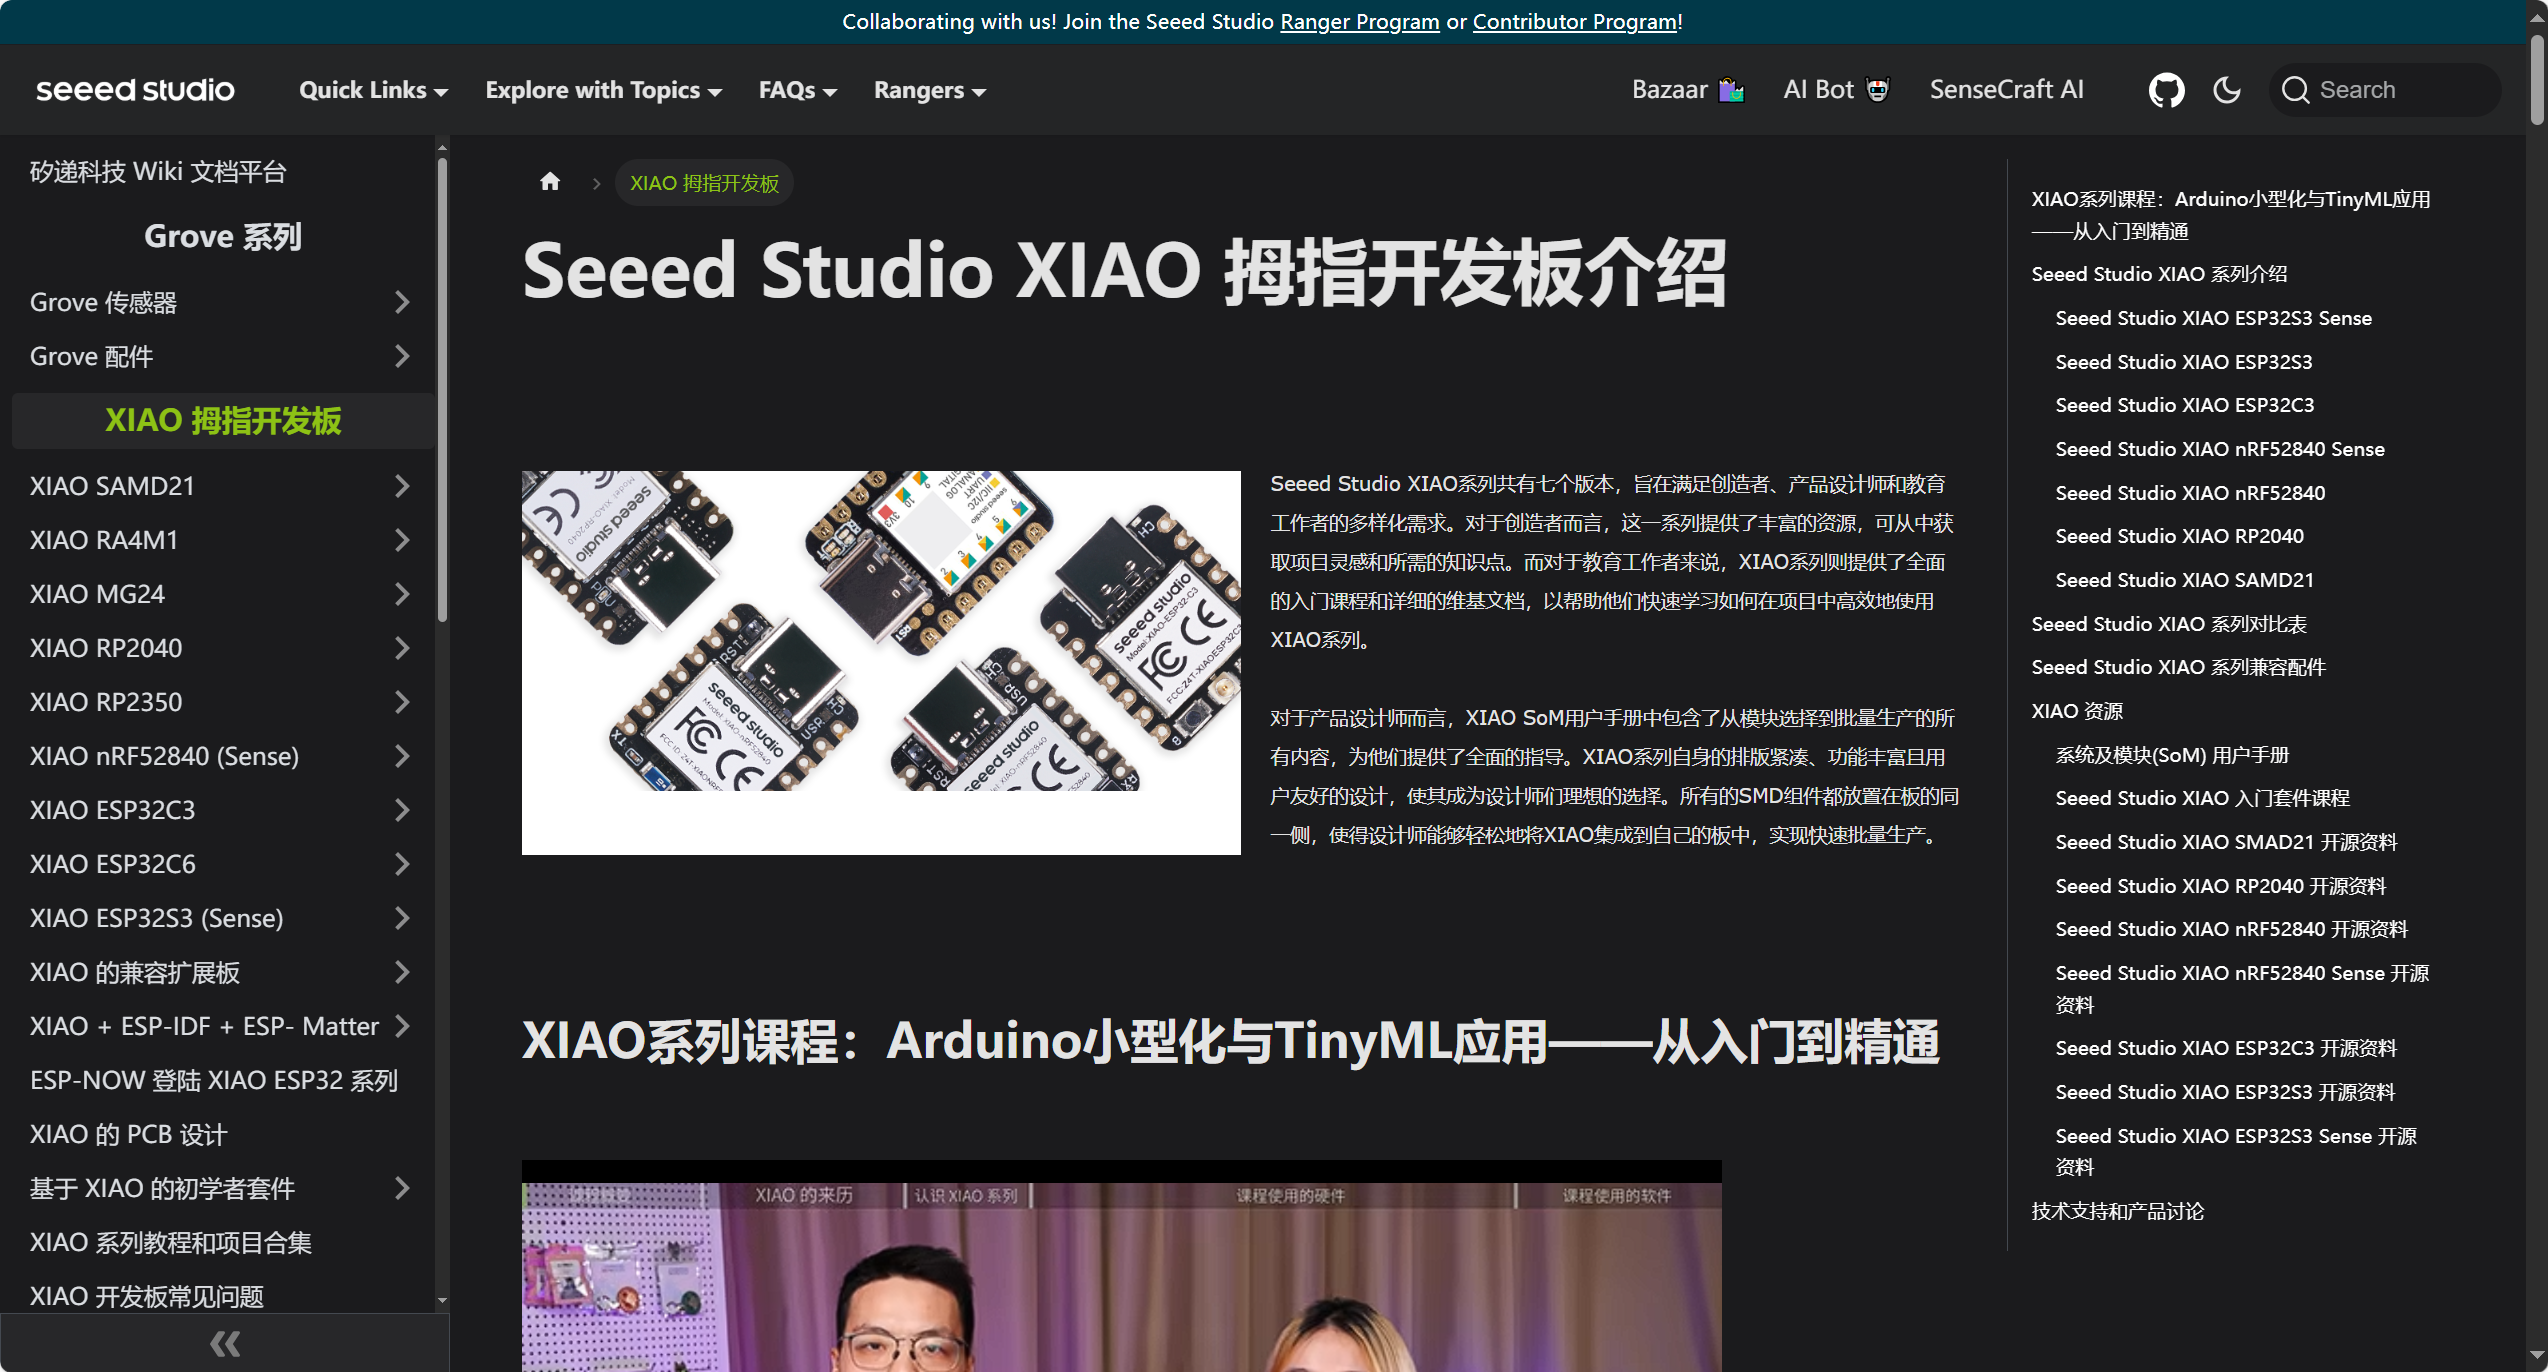 Collaborating with us! Join the Seeed Studio Ranger Program or Contributor Program!
seeed studio
Quick Links
Explore with Topics
FAQs
Rangers
Bazaar
AI Bot
SenseCraft AI
Search
矽递科技 Wiki 文档平台
Grove 系列
Grove 传感器
Grove 配件
XIAO 拇指开发板
XIAO SAMD21
XIAO RA4M1
XIAO MG24
XIAO RP2040
XIAO RP2350
XIAO nRF52840 (Sense)
XIAO ESP32C3
XIAO ESP32C6
XIAO ESP32S3 (Sense)
XIAO 的兼容扩展板
XIAO + ESP-IDF + ESP- Matter
ESP-NOW 登陆 XIAO ESP32 系列
XIAO 的 PCB 设计
基于 XIAO 的初学者套件
XIAO 系列教程和项目合集
XIAO 开发板常见问题
XIAO 拇指开发板
Seeed Studio XIAO 拇指开发板介绍
seeed studio
Model: XIAO-RP2040
seeed studio
Model:XIAO-ESP32-C3
FCC:Z4T-XIAOESP32C3
seeed studio
Model: XIAO-nRF52840
seeed studio
Seeed Studio XIAO系列共有七个版本，旨在满足创造者、产品设计师和教育
工作者的多样化需求。对于创造者而言，这一系列提供了丰富的资源，可从中获
取项目灵感和所需的知识点。而对于教育工作者来说，XIAO系列则提供了全面
的入门课程和详细的维基文档，以帮助他们快速学习如何在项目中高效地使用
XIAO系列。
对于产品设计师而言，XIAO SoM用户手册中包含了从模块选择到批量生产的所
有内容，为他们提供了全面的指导。XIAO系列自身的排版紧凑、功能丰富且用
户友好的设计，使其成为设计师们理想的选择。所有的SMD组件都放置在板的同
一侧，使得设计师能够轻松地将XIAO集成到自己的板中，实现快速批量生产。
XIAO系列课程：Arduino小型化与TinyML应用——从入门到精通
XIAO 的来历
认识 XIAO 系列
课程使用的硬件
课程使用的软件
XIAO系列课程：Arduino小型化与TinyML应用
——从入门到精通
Seeed Studio XIAO 系列介绍
Seeed Studio XIAO ESP32S3 Sense
Seeed Studio XIAO ESP32S3
Seeed Studio XIAO ESP32C3
Seeed Studio XIAO nRF52840 Sense
Seeed Studio XIAO nRF52840
Seeed Studio XIAO RP2040
Seeed Studio XIAO SAMD21
Seeed Studio XIAO 系列对比表
Seeed Studio XIAO 系列兼容配件
XIAO 资源
系统及模块(SoM) 用户手册
Seeed Studio XIAO 入门套件课程
Seeed Studio XIAO SMAD21 开源资料
Seeed Studio XIAO RP2040 开源资料
Seeed Studio XIAO nRF52840 开源资料
Seeed Studio XIAO nRF52840 Sense 开源
资料
Seeed Studio XIAO ESP32C3 开源资料
Seeed Studio XIAO ESP32S3 开源资料
Seeed Studio XIAO ESP32S3 Sense 开源
资料
技术支持和产品讨论